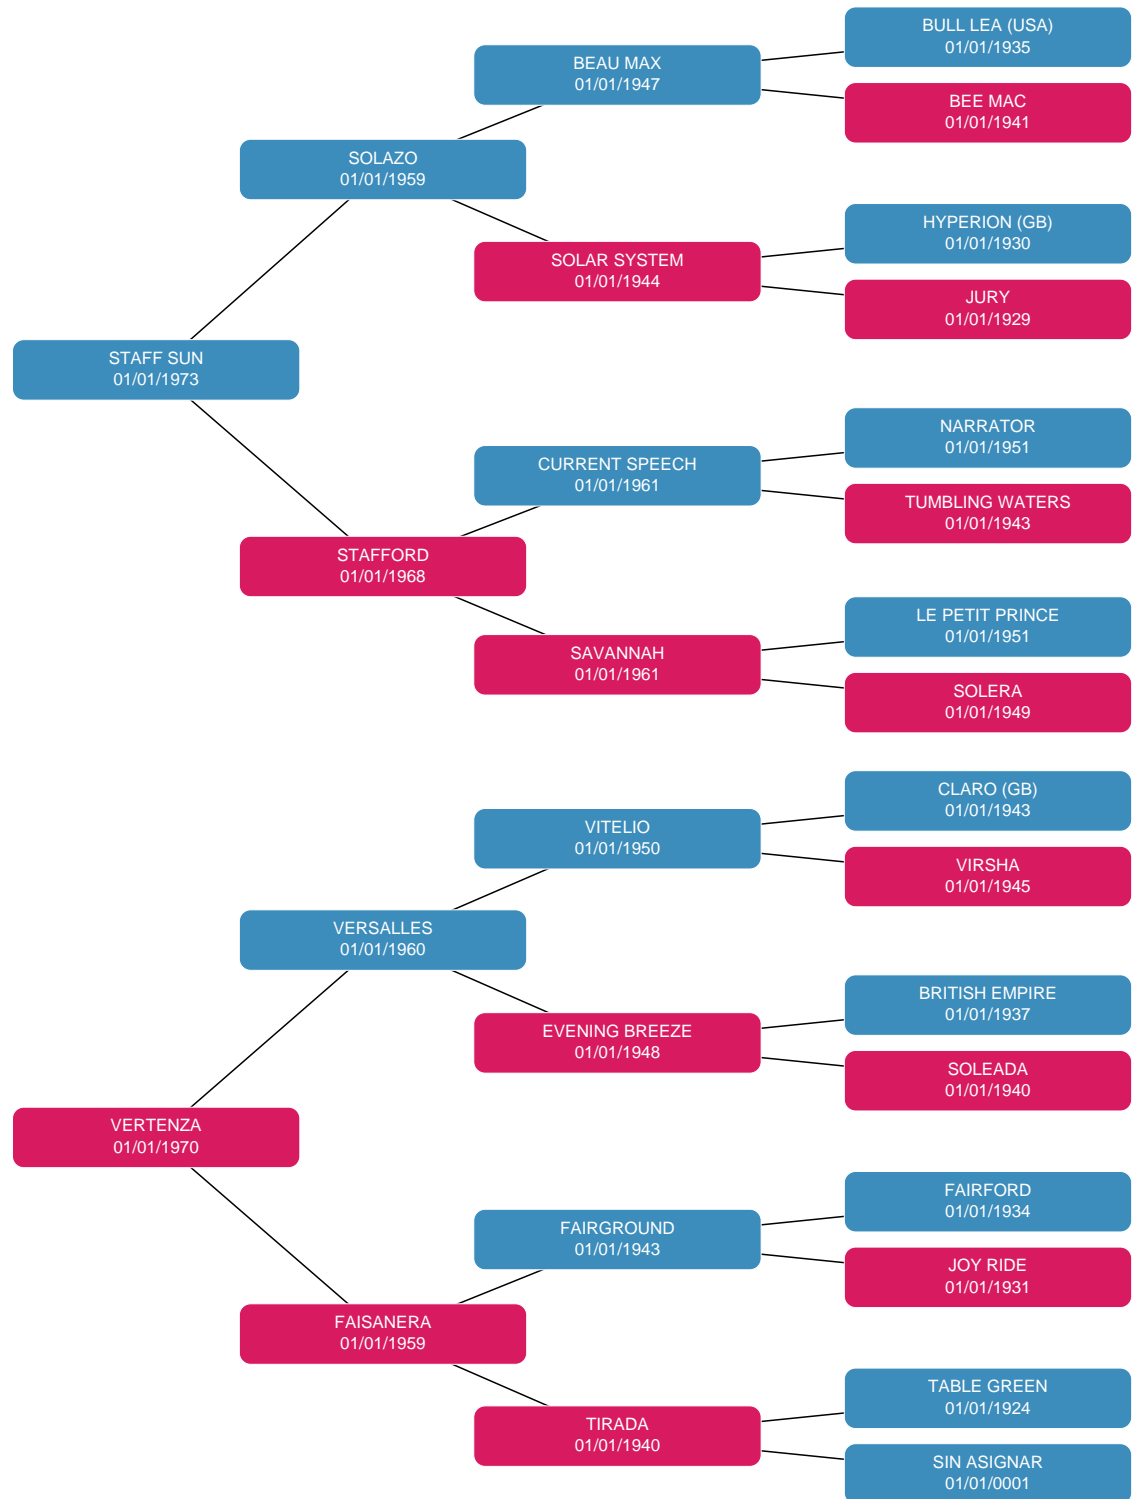 BULL LEA (USA)
01/01/1935
BEAU MAX
01/01/1947
BEE MAC
01/01/1941
SOLAZO
01/01/1959
HYPERION (GB)
01/01/1930
SOLAR SYSTEM
01/01/1944
JURY
01/01/1929
STAFF SUN
01/01/1973
NARRATOR
01/01/1951
CURRENT SPEECH
01/01/1961
TUMBLING WATERS
01/01/1943
STAFFORD
01/01/1968
LE PETIT PRINCE
01/01/1951
SAVANNAH
01/01/1961
SOLERA
01/01/1949
CLARO (GB)
01/01/1943
VITELIO
01/01/1950
VIRSHA
01/01/1945
VERSALLES
01/01/1960
BRITISH EMPIRE
01/01/1937
EVENING BREEZE
01/01/1948
SOLEADA
01/01/1940
VERTENZA
01/01/1970
FAIRFORD
01/01/1934
FAIRGROUND
01/01/1943
JOY RIDE
01/01/1931
FAISANERA
01/01/1959
TABLE GREEN
01/01/1924
TIRADA
01/01/1940
SIN ASIGNAR
01/01/0001